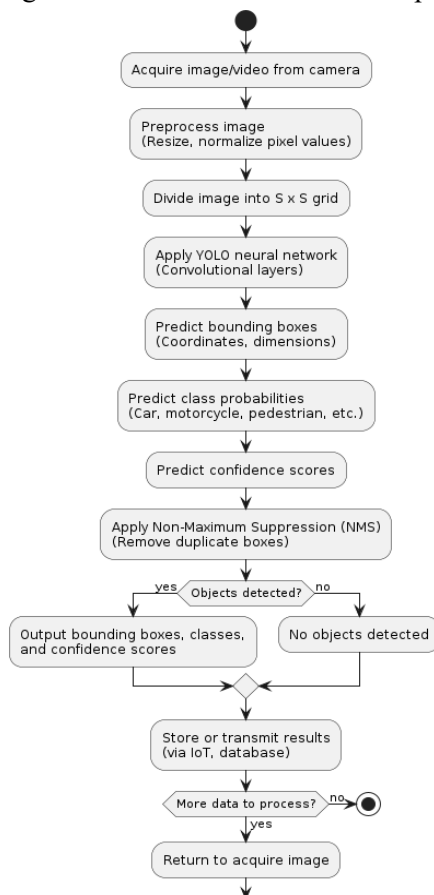 Acquire image/video from camera
Preprocess image
(Resize, normalize pixel values)
Divide image into S x S grid
Apply YOLO neural network
(Convolutional layers)
Predict bounding boxes
(Coordinates, dimensions)
Predict class probabilities
(Car, motorcycle, pedestrian, etc.)
Predict confidence scores
Apply Non-Maximum Suppression (NMS)
(Remove duplicate boxes)
yes
Objects detected?
no
Output bounding boxes, classes,
and confidence scores
No objects detected
Store or transmit results
(via IoT, database)
More data to process?
no
yes
Return to acquire image